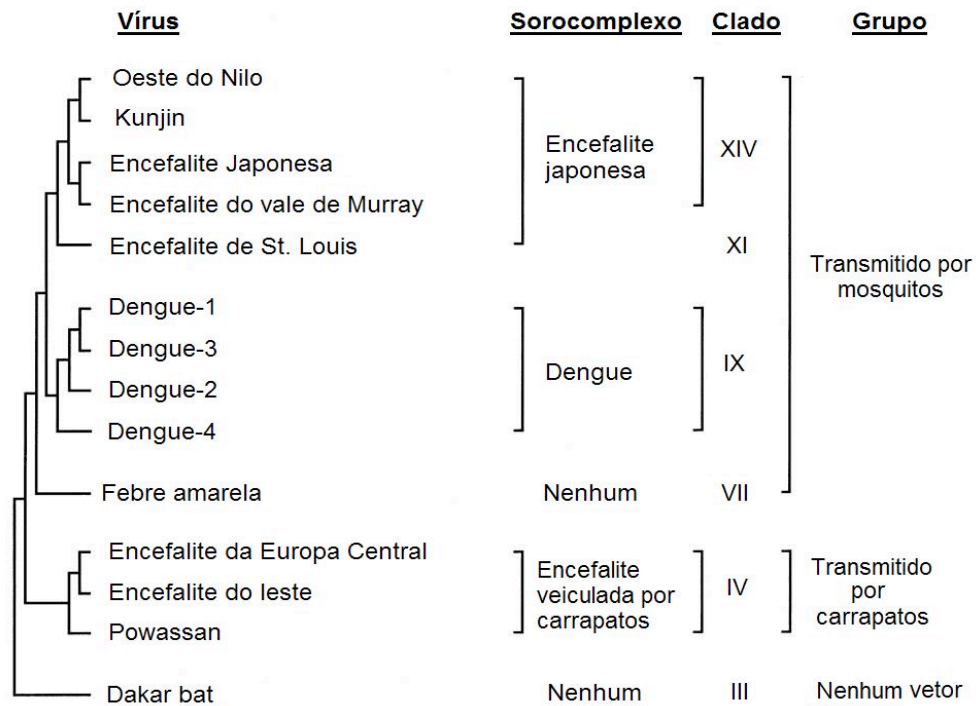 Vírus Sorocomplexo Clado Grupo
Oeste do Nilo
Kunjin
Encefalite Japonesa
Encefalite do vale de Murray
Encefalite de St. Louis
Encefalite
japonesa
XIV
XI
Transmitido por
mosquitos
Dengue-1
Dengue-3
Dengue-2
Dengue-4
Dengue
IX
Febre amarela Nenhum VII
Encefalite da Europa Central
Encefalite do leste
Powassan
Encefalite
veiculada por
carrapatos
IV
Transmitido
por
carrapatos
Dakar bat Nenhum III Nenhum vetor